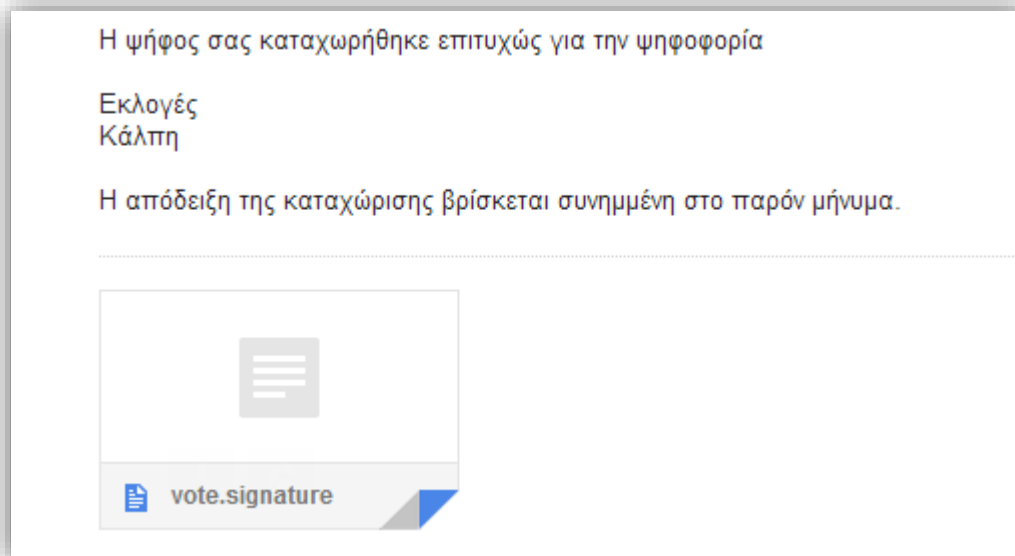 Η ψήφος σας καταχωρήθηκε επιτυχώς για την ψηφοφορία
Εκλογές
Κάλπη
Η απόδειξη της καταχώρισης βρίσκεται συνημμένη στο παρόν μήνυμα.
vote.signature